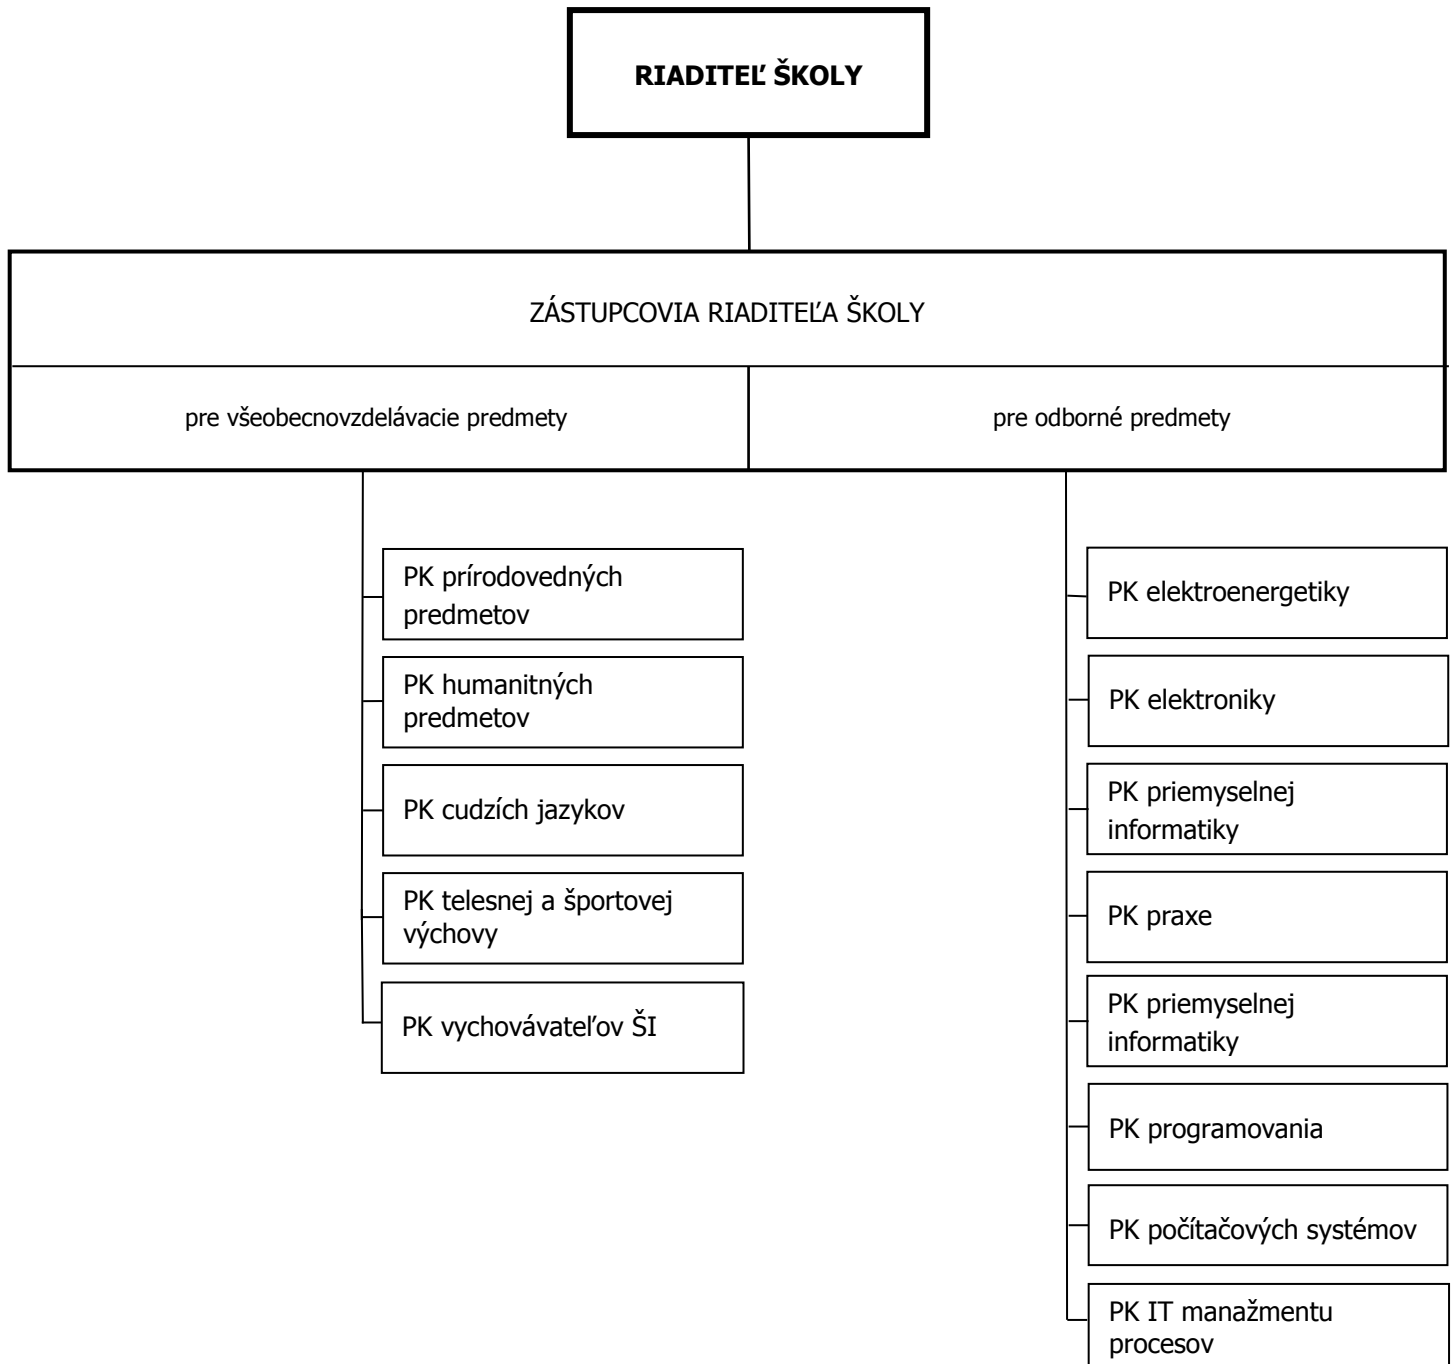 RIADITEĽ ŠKOLY
ZÁSTUPCOVIA RIADITEĽA ŠKOLY
pre všeobecnovzdelávacie predmety
pre odborné predmety
PK prírodovedných
predmetov
PK humanitných
predmetov
PK cudzích jazykov
PK telesnej a športovej
výchovy
PK vychovávateľov ŠI
PK elektroenergetiky
PK elektroniky
PK priemyselnej
informatiky
PK praxe
PK priemyselnej
informatiky
PK programovania
PK počítačových systémov
PK IT manažmentu
procesov